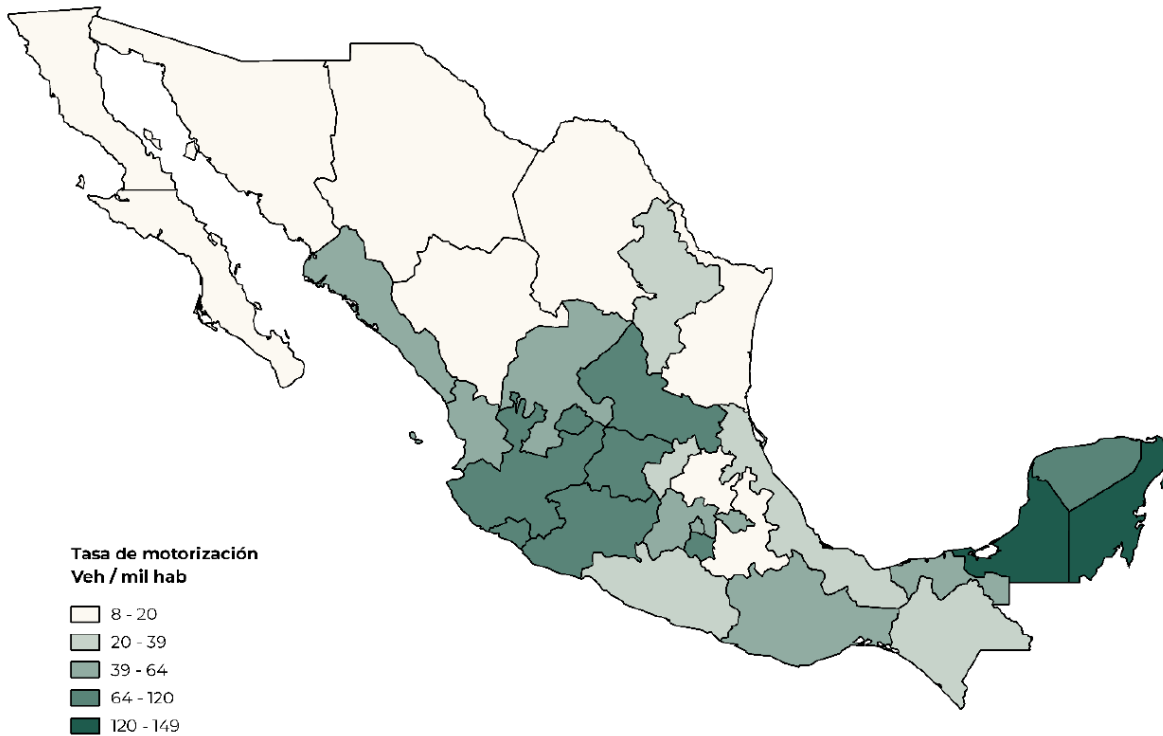 Tasa de motorización
Veh / mil hab
8 - 20
20 - 39
39 - 64
64 - 120
120 - 149